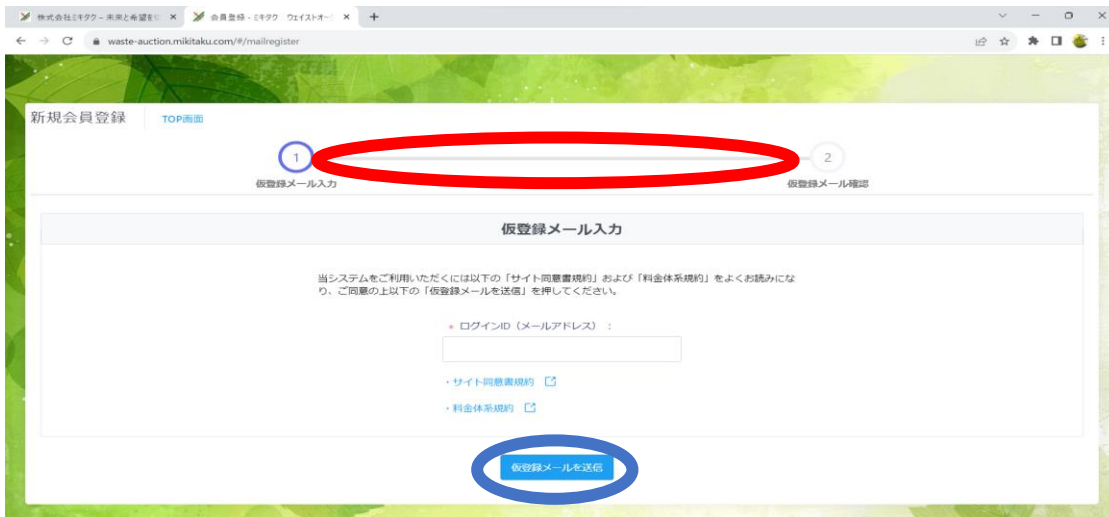 株式会社ミキタク - 未来と希望を
会員登録 - ミキタク ウェイストオー
waste-auction.mikitaku.com/#/mailregister
新規会員登録
TOP画面
1
2
仮登録メール入力
仮登録メール確認
仮登録メール入力
当システムをご利用いただくには以下の「サイト同意書規約」および「料金体系規約」をよくお読みにな
り、ご同意の上以下の「仮登録メールを送信」を押してください。
* ログインID（メールアドレス） :
・サイト同意書規約
・料金体系規約
仮登録メールを送信